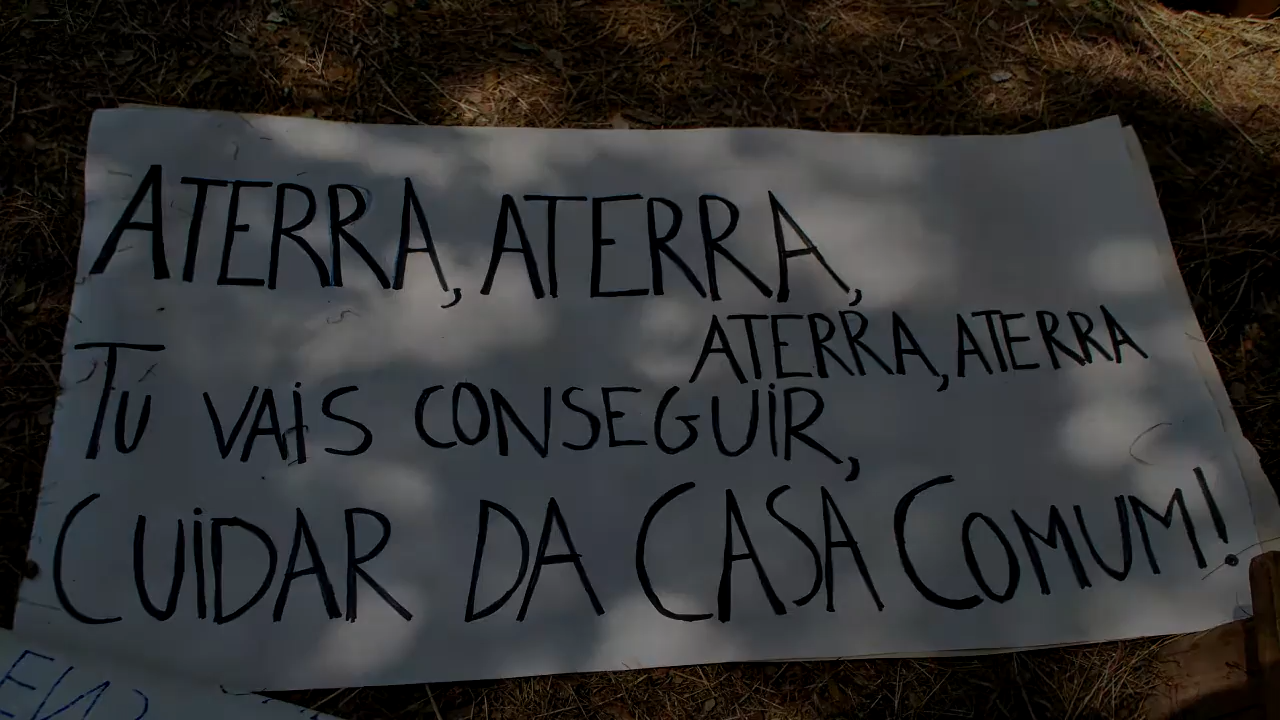 ATERRA, ATERRA,
ATERRA, ATERRA
TU VAIS CONSEGUIR,
CUIDAR DA CASA COMUM!